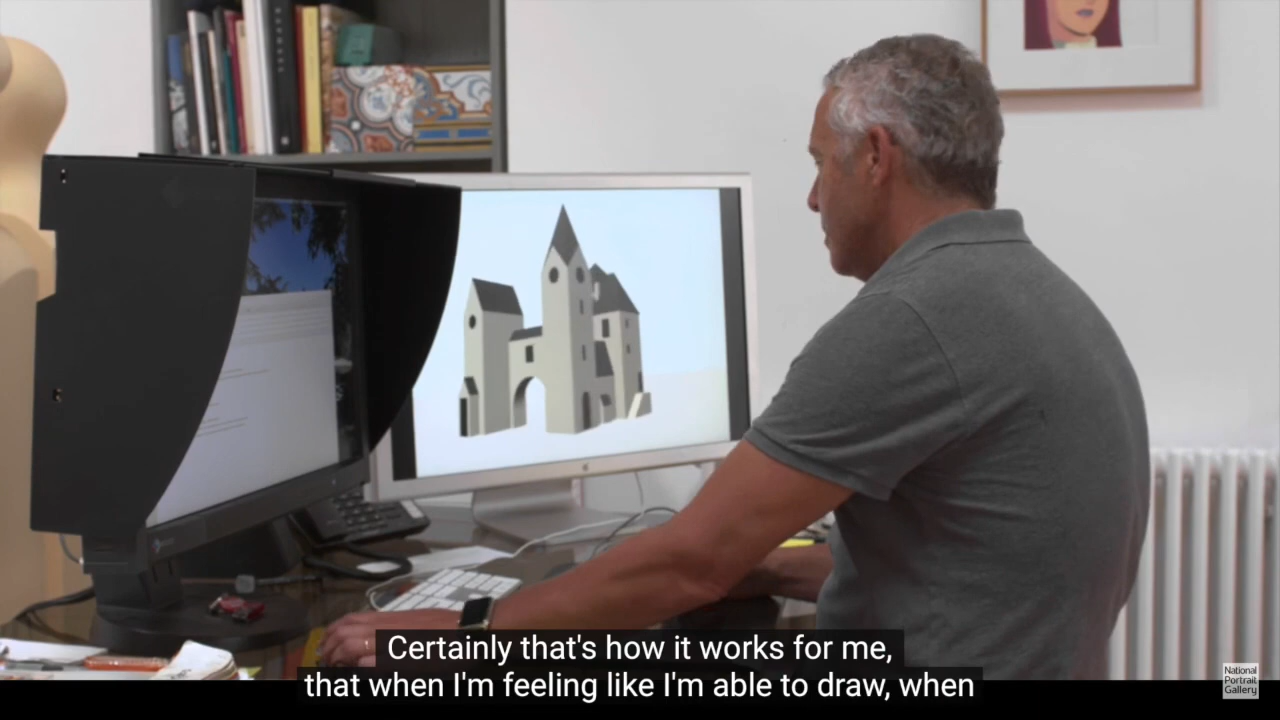 Certainly that's how it works for me,
that when I'm feeling like I'm able to draw, when
National
Portrait
Gallery